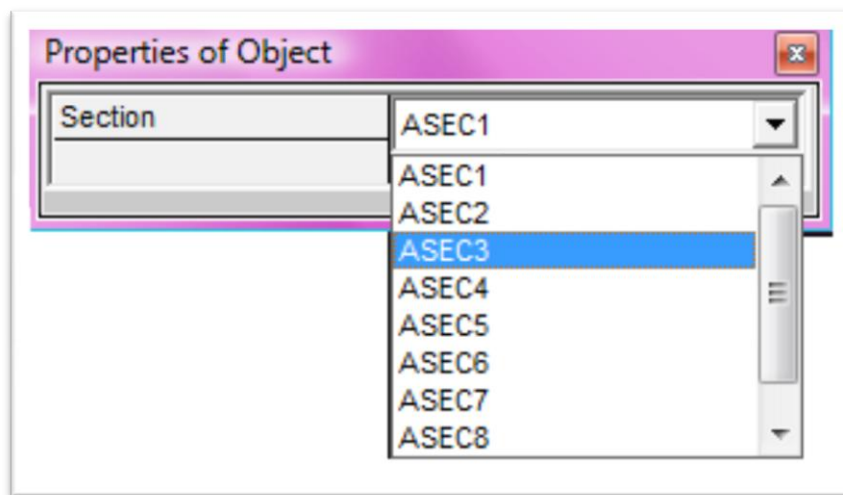 Properties of Object
Section ASEC1
ASEC1
ASEC2
ASEC3
ASEC4
ASEC5
ASEC6
ASEC7
ASEC8